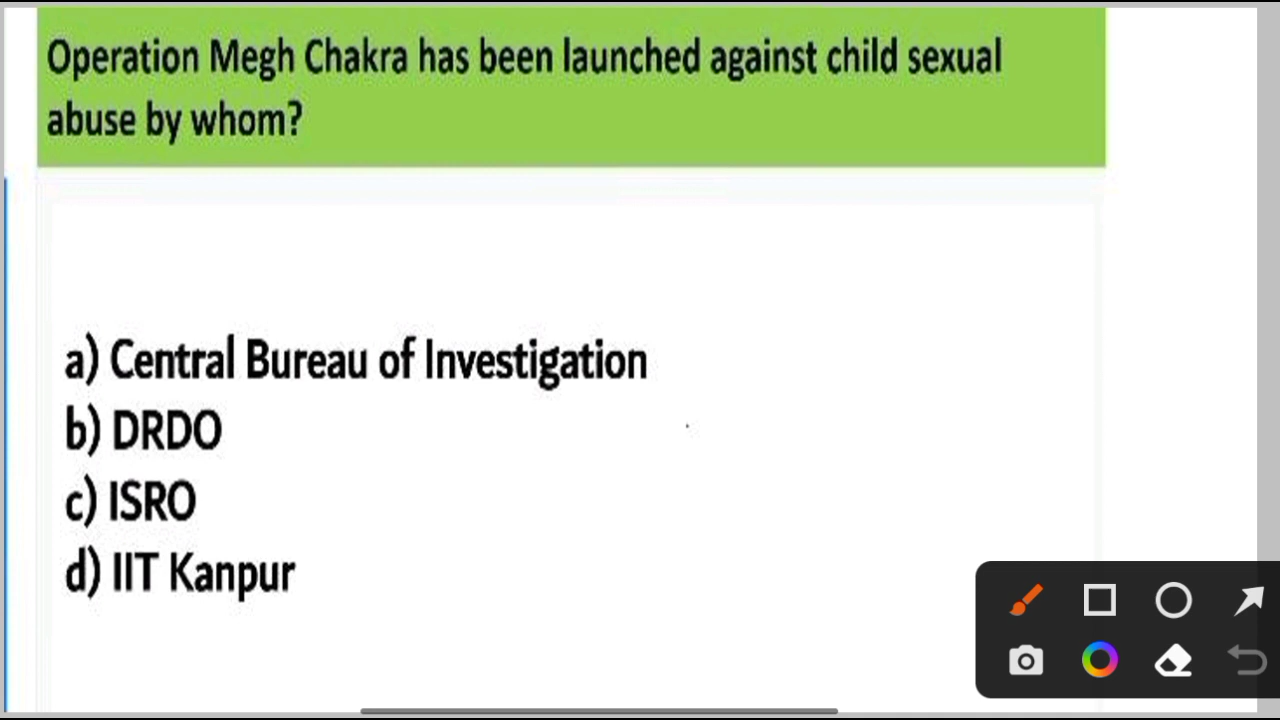 Operation Megh Chakra has been launched against child sexual
abuse by whom?
a) Central Bureau of Investigation
b) DRDO
c) ISRO
d) IIT Kanpur